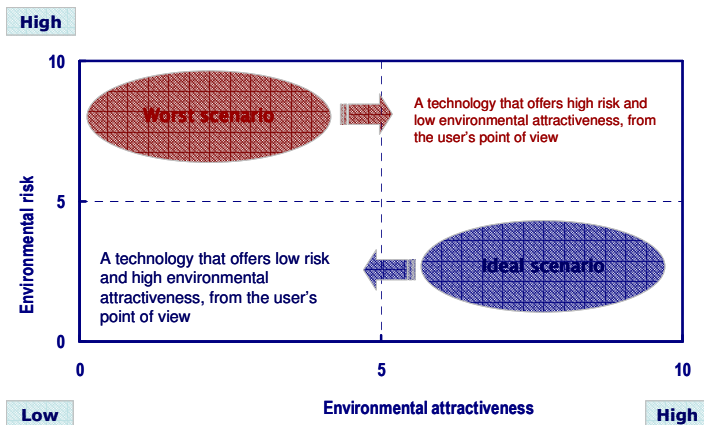 High
10
Worst scenario
A technology that offers high risk and
low environmental attractiveness, from
the user's point of view
Environmental risk
5
A technology that offers low risk
and high environmental
attractiveness, from the user's
point of view
Ideal scenario
0
0
5
10
Low
Environmental attractiveness
High